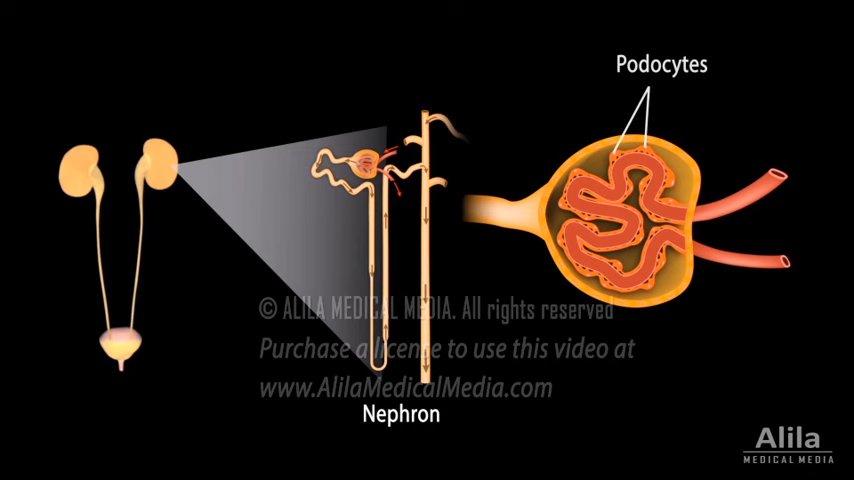 Podocytes
© ALILA MEDICAL MEDIA. All rights reserved
Purchase a licence to use this video at
www.AlilaMedicalMedia.com
Nephron
Alila
MEDICAL MEDIA